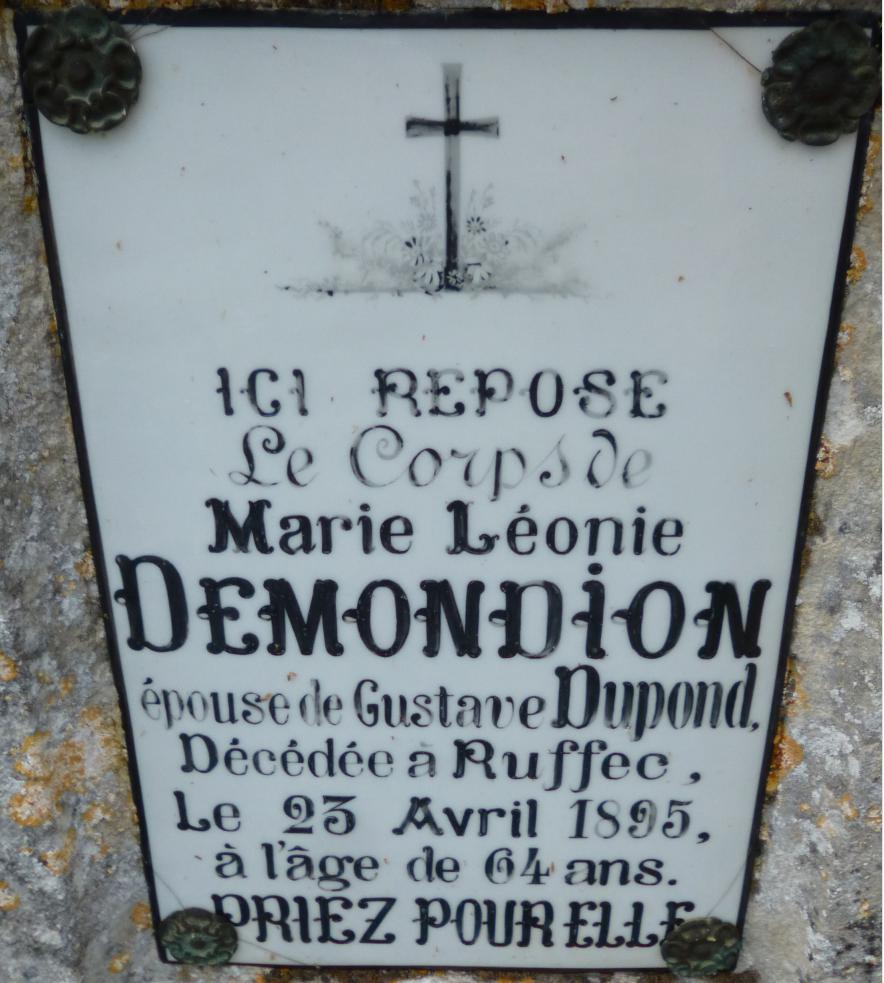 ICI REPOSE
Le Corps de
Marie Léonie
DEMONDION
épouse de Gustave Dupond,
Décédée à Ruffec,
Le 23 Avril 1895,
à l'âge de 64 ans.
PRIEZ POUR ELLE